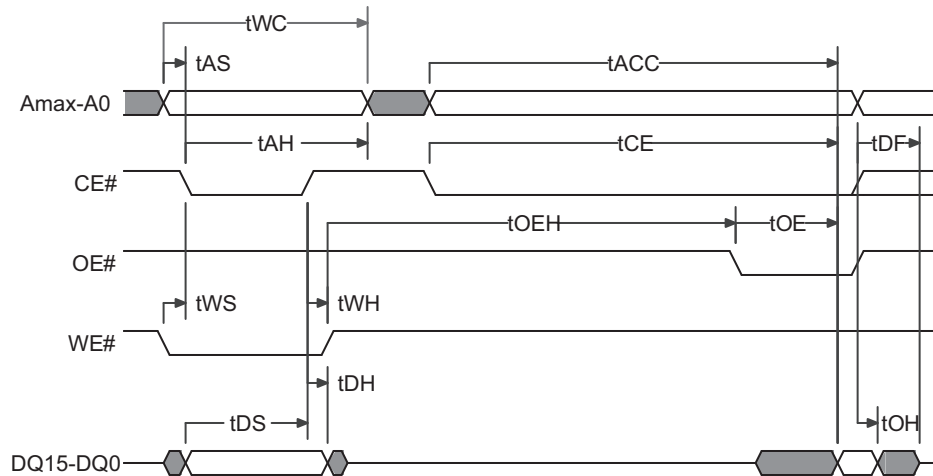 tWC
tAS
tACC
Amax-A0
tAH
tCE
tDF
CE#
tOEH
tOE
OE#
tWS
tWH
WE#
tDH
tDS
tOH
DQ15-DQ0